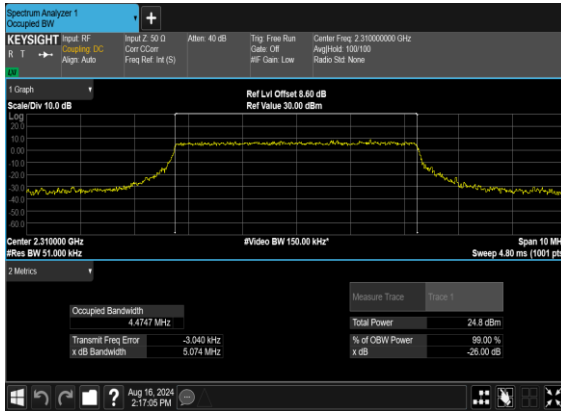 Spectrum Analyzer 1
Occupied BW
+
KEYSIGHT Input: RF Input Z: 50 Ω Atten: 40 dB Trig: Free Run Center Freq: 2.310000000 GHz
R T Coupling: DC Corr CCorr Gate: Off Avg|Hold: 100/100
Align: Auto Freq Ref: Int (S) #IF Gain: Low Radio Std: None
LXI
1 Graph Ref Lvl Offset 8.60 dB
Scale/Div 10.0 dB Ref Value 30.00 dBm
Log
20.0
10.0
0.00
-10.0
-20.0
-30.0
-40.0
-50.0
-60.0
Center 2.310000 GHz #Video BW 150.00 kHz* Span 10 MH
#Res BW 51.000 kHz Sweep 4.80 ms (1001 pts
2 Metrics
Measure Trace Trace 1
Occupied Bandwidth
4.4747 MHz Total Power 24.8 dBm
Transmit Freq Error -3.040 kHz % of OBW Power 99.00 %
x dB Bandwidth 5.074 MHz x dB -26.00 dB
? Aug 16, 2024
2:17:05 PM